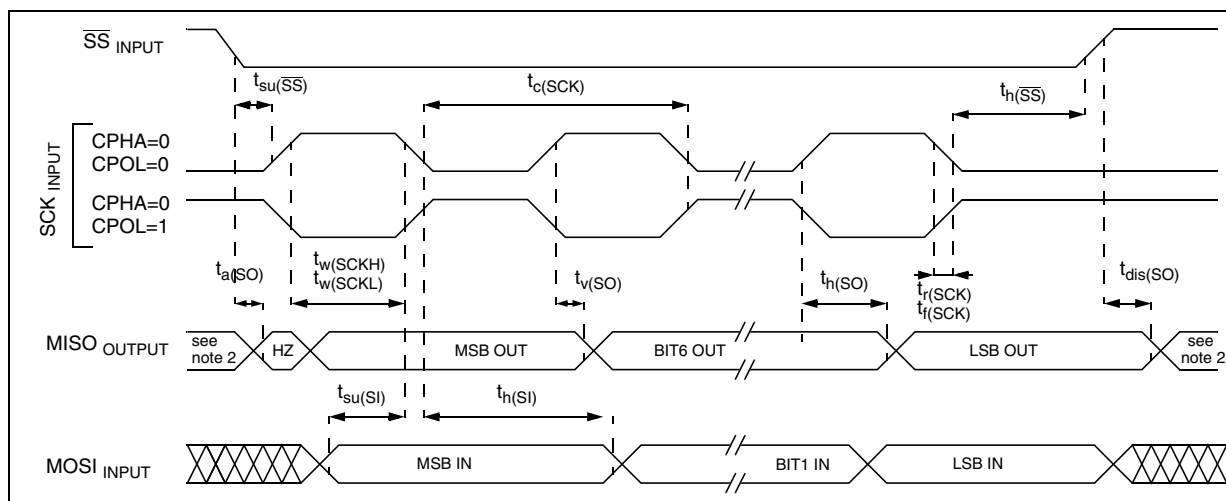 SS INPUT
tsu(SS)
tc(SCK)
th(SS)
SCK INPUT
CPHA=0
CPOL=0
CPHA=0
CPOL=1
ta(SO)
tw(SCKH)
tw(SCKL)
tv(SO)
th(SO)
tr(SCK)
tf(SCK)
tdis(SO)
MISO OUTPUT
see
note 2
HZ
MSB OUT
BIT6 OUT
LSB OUT
see
note 2
tsu(SI)
th(SI)
MOSI INPUT
MSB IN
BIT1 IN
LSB IN